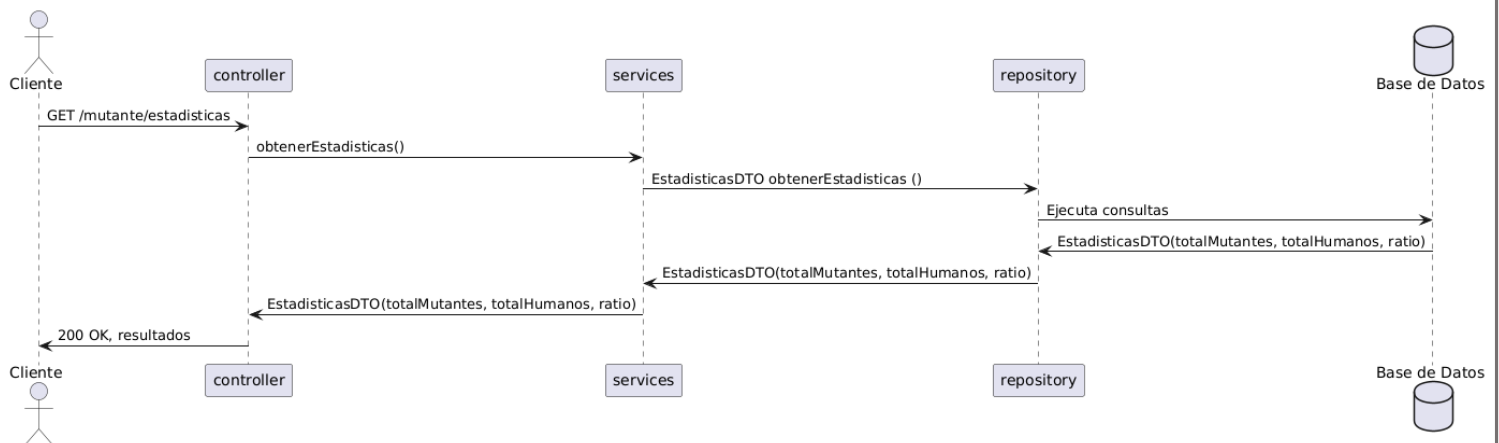 Cliente
controller
services
repository
Base de Datos
GET /mutante/estadisticas
obtenerEstadisticas()
EstadisticasDTO obtenerEstadisticas ()
Ejecuta consultas
EstadisticasDTO(totalMutantes, totalHumanos, ratio)
EstadisticasDTO(totalMutantes, totalHumanos, ratio)
EstadisticasDTO(totalMutantes, totalHumanos, ratio)
200 OK, resultados
Cliente
controller
services
repository
Base de Datos